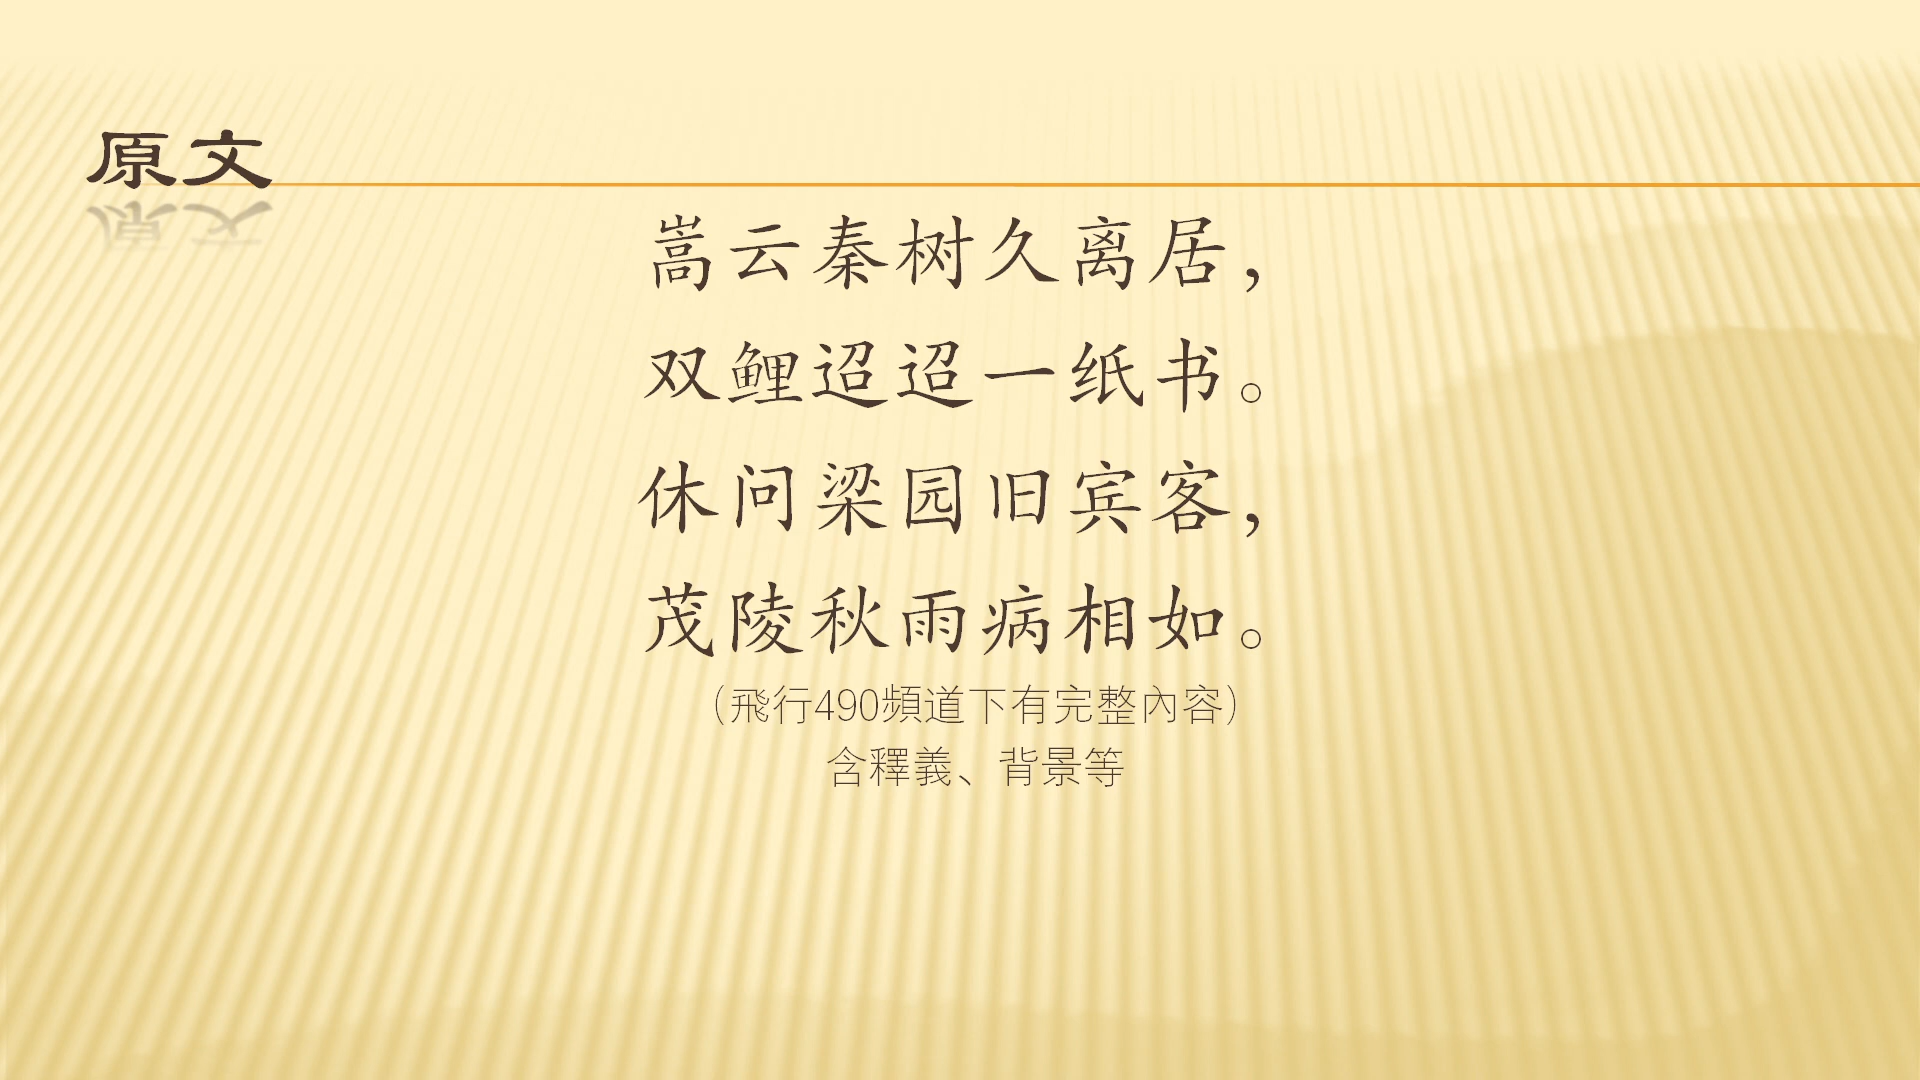 原文
嵩云秦树久离居，
双鲤迢迢一纸书。
休问梁园旧宾客，
茂陵秋雨病相如。
（飛行490頻道下有完整內容）
含釋義、背景等